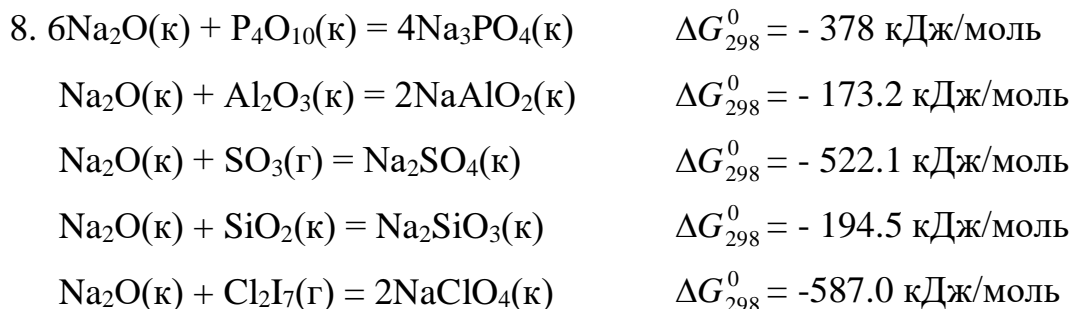 8. 6Na₂O(к) + P₄O₁₀(к) = 4Na₃PO₄(к) ΔG⁰₂₉₈ = - 378 кДж/моль
Na₂O(к) + Al₂O₃(к) = 2NaAlO₂(к) ΔG⁰₂₉₈ = - 173.2 кДж/моль
Na₂O(к) + SO₃(г) = Na₂SO₄(к) ΔG⁰₂₉₈ = - 522.1 кДж/моль
Na₂O(к) + SiO₂(к) = Na₂SiO₃(к) ΔG⁰₂₉₈ = - 194.5 кДж/моль
Na₂O(к) + Cl₂I₇(г) = 2NaClO₄(к) ΔG⁰₂₉₈ = -587.0 кДж/моль